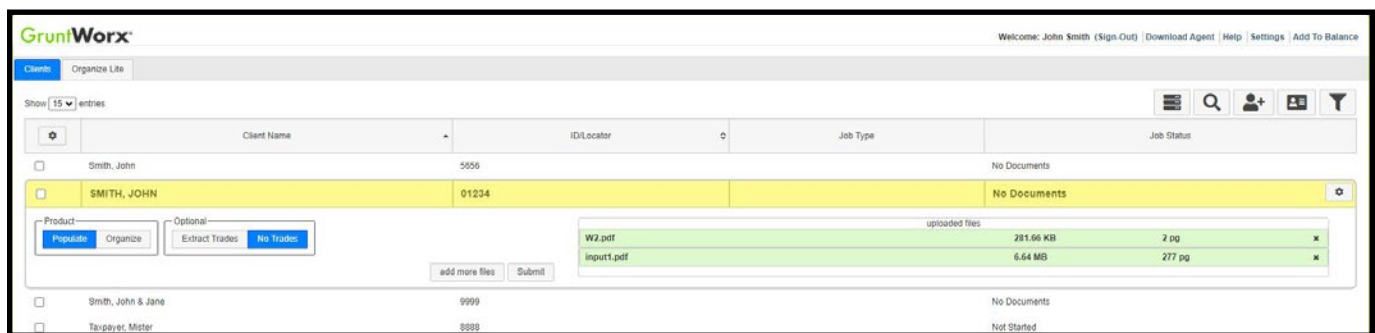 GruntWorx
Welcome: John Smith (Sign-Out) | Download Agent | Help | Settings | Add To Balance
Clients Organize Lite
Show 15 entries
Client Name ID/Locator Job Type Job Status
Smith, John 5656 No Documents
SMITH, JOHN 01234 No Documents
Product Optional uploaded files
Populate Organize Extract Trades No Trades W2.pdf 281.66 KB 2 pg x
input1.pdf 6.64 MB 277 pg x
add more files Submit
Smith, John & Jane 9999 No Documents
Taxpayer, Mister 8888 Not Started